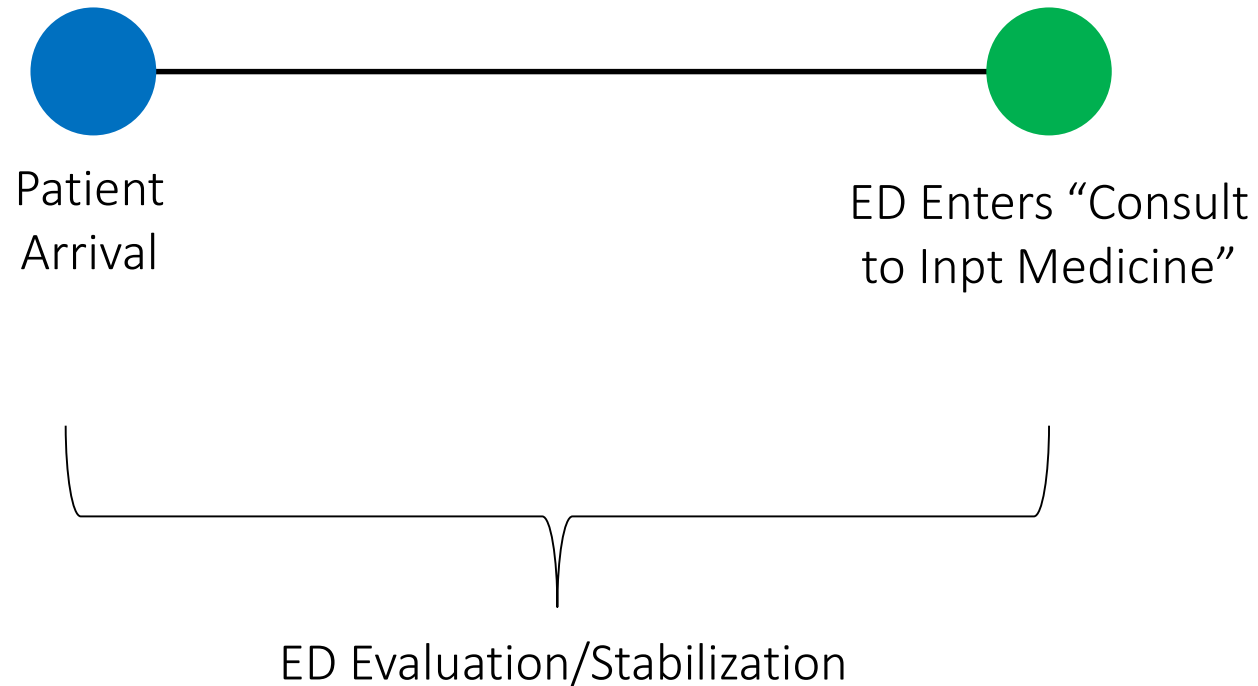 Patient
Arrival
ED Enters “Consult
to Inpt Medicine”
ED Evaluation/Stabilization